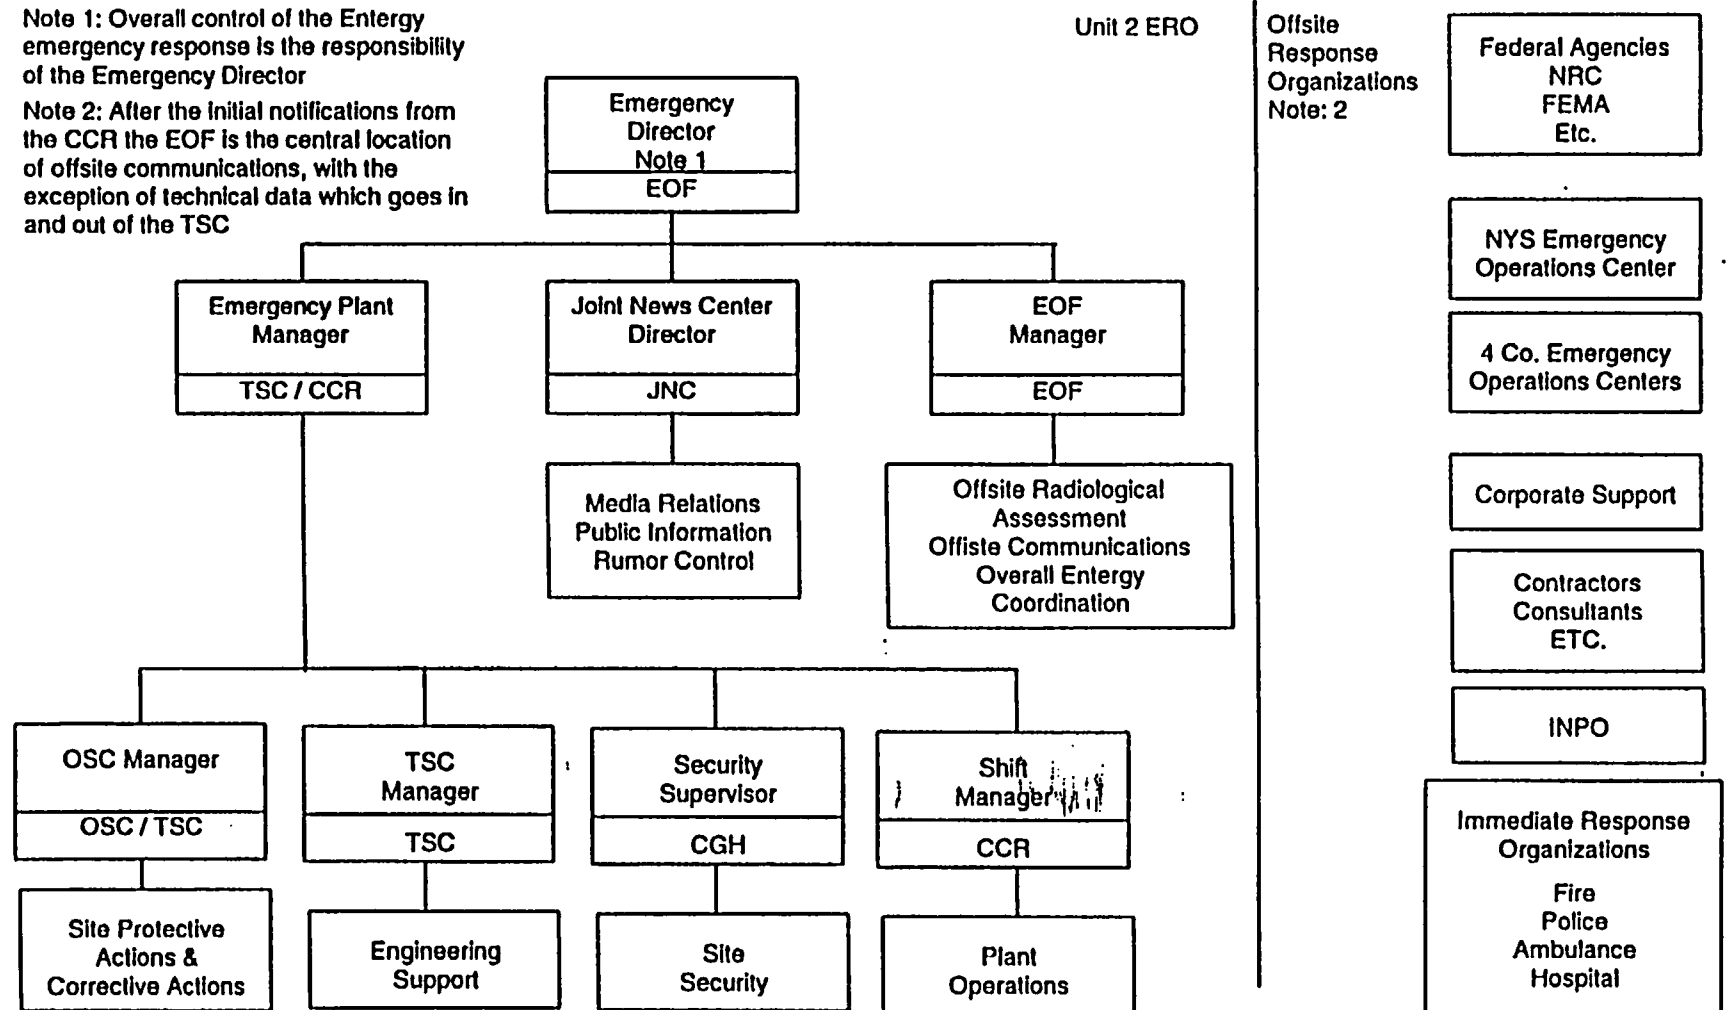 Note 1: Overall control of the Entergy
emergency response is the responsibility
of the Emergency Director
Note 2: After the initial notifications from
the CCR the EOF is the central location
of offsite communications, with the
exception of technical data which goes in
and out of the TSC
Unit 2 ERO
Emergency
Director
Note 1
EOF
Emergency Plant
Manager
TSC / CCR
Joint News Center
Director
JNC
EOF
Manager
EOF
Media Relations
Public Information
Rumor Control
Offsite Radiological
Assessment
Offiste Communications
Overall Entergy
Coordination
OSC Manager
OSC / TSC
TSC
Manager
TSC
Security
Supervisor
CGH
Shift
Manager
CCR
Site Protective
Actions &
Corrective Actions
Engineering
Support
Site
Security
Plant
Operations
Offsite
Response
Organizations
Note: 2
Federal Agencies
NRC
FEMA
Etc.
NYS Emergency
Operations Center
4 Co. Emergency
Operations Centers
Corporate Support
Contractors
Consultants
ETC.
INPO
Immediate Response
Organizations
Fire
Police
Ambulance
Hospital